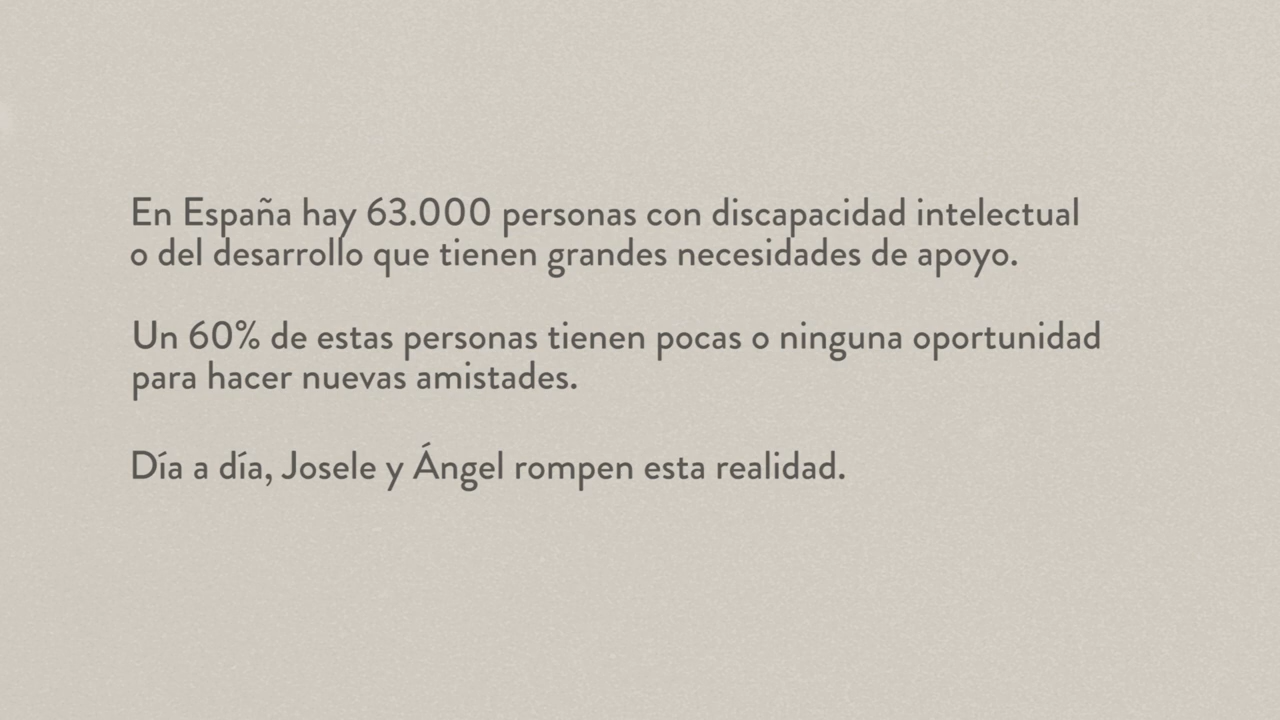 En España hay 63.000 personas con discapacidad intelectual
o del desarrollo que tienen grandes necesidades de apoyo.
Un 60% de estas personas tienen pocas o ninguna oportunidad
para hacer nuevas amistades.
Día a día, Josele y Ángel rompen esta realidad.